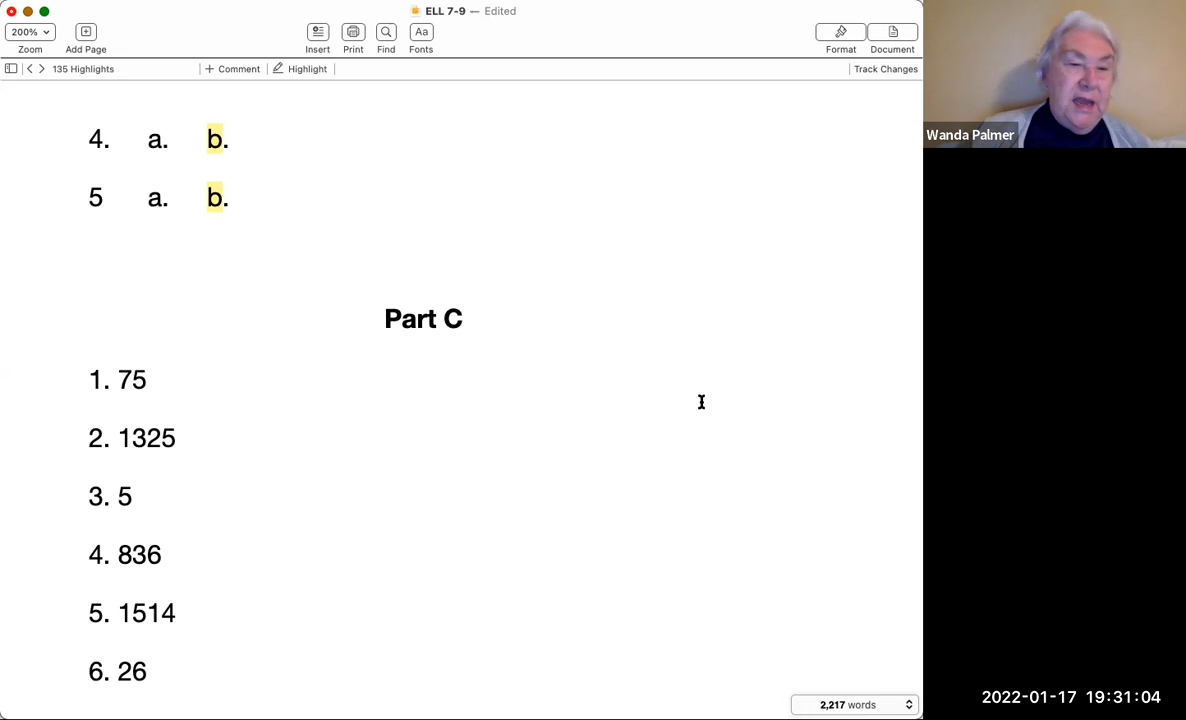 ELL 7-9 — Edited
200%
Zoom
Add Page
Insert
Print
Find
Aa
Fonts
Format
Document
135 Highlights
+ Comment
Highlight
Track Changes
4. a. b.
5 a. b.
Part C
1. 75
2. 1325
3. 5
4. 836
5. 1514
6. 26
2,217 words
Wanda Palmer
2022-01-17 19:31:04